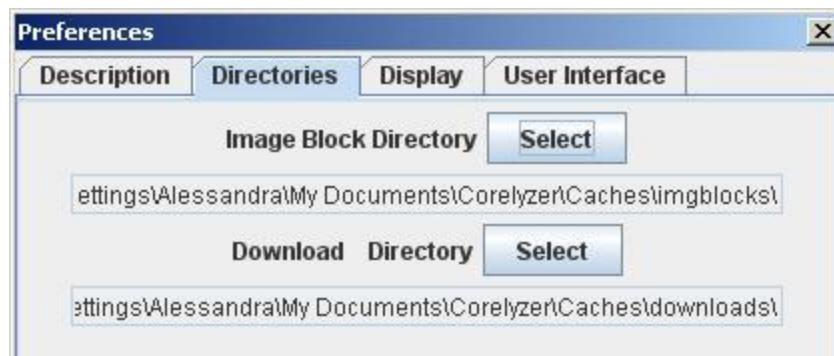 Preferences
Description Directories Display User Interface
Image Block Directory Select
ettings\Alessandra\My Documents\Corelyzer\Caches\imgblocks\
Download Directory Select
ettings\Alessandra\My Documents\Corelyzer\Caches\downloads\